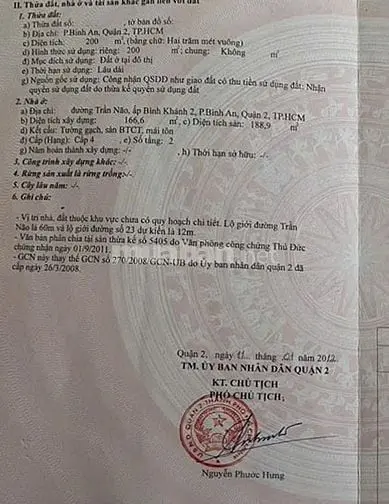 II. Thửa đất, nhà ở và tài sản khác gắn liền với đất
1. Thửa đất:
a) Thửa đất số: , tờ bản đồ số:
b) Địa chỉ: P.Bình An, Quận 2, TP.HCM
c) Diện tích: 200 m², (bằng chữ: Hai trăm mét vuông)
d) Hình thức sử dụng: riêng: 200 m²; chung: Không m²
đ) Mục đích sử dụng: Đất ở tại đô thị
e) Thời hạn sử dụng: Lâu dài
g) Nguồn gốc sử dụng: Công nhận QSDĐ như giao đất có thu tiền sử dụng đất; Nhận
quyền sử dụng đất do thừa kế quyền sử dụng đất
2. Nhà ở:
a) Địa chỉ: đường Trần Não, ấp Bình Khánh 2, P.Bình An, Quận 2, TP.HCM
b) Diện tích xây dựng: 166,6 m², c) Diện tích sàn: 188,9 m²
d) Kết cấu: Tường gạch, sàn BTCT, mái tôn
đ) Cấp (Hạng): Cấp 4 , e) Số tầng: 2
g) Năm hoàn thành xây dựng: -/- , h) Thời hạn sở hữu: -/-
3. Công trình xây dựng khác: -/-
4. Rừng sản xuất là rừng trồng: -/-
5. Cây lâu năm: -/-
6. Ghi chú:
- Vị trí nhà, đất thuộc khu vực chưa có quy hoạch chi tiết. Lộ giới đường Trần
Não là 60m và lộ giới đường số 23 dự kiến là 12m.
- Văn bản phân chia tài sản thừa kế số 5405 do Văn phòng công chứng Thủ Đức
chứng nhận ngày 01/9/2011.
- GCN này thay thế GCN số 270/2008/GCN-UB do Ủy ban nhân dân quận 2 đã
cấp ngày 26/3/2008.
Quận 2, ngày tháng 01 năm 2012
TM. ỦY BAN NHÂN DÂN QUẬN 2
KT. CHỦ TỊCH
PHÓ CHỦ TỊCH
Nguyễn Phước Hưng